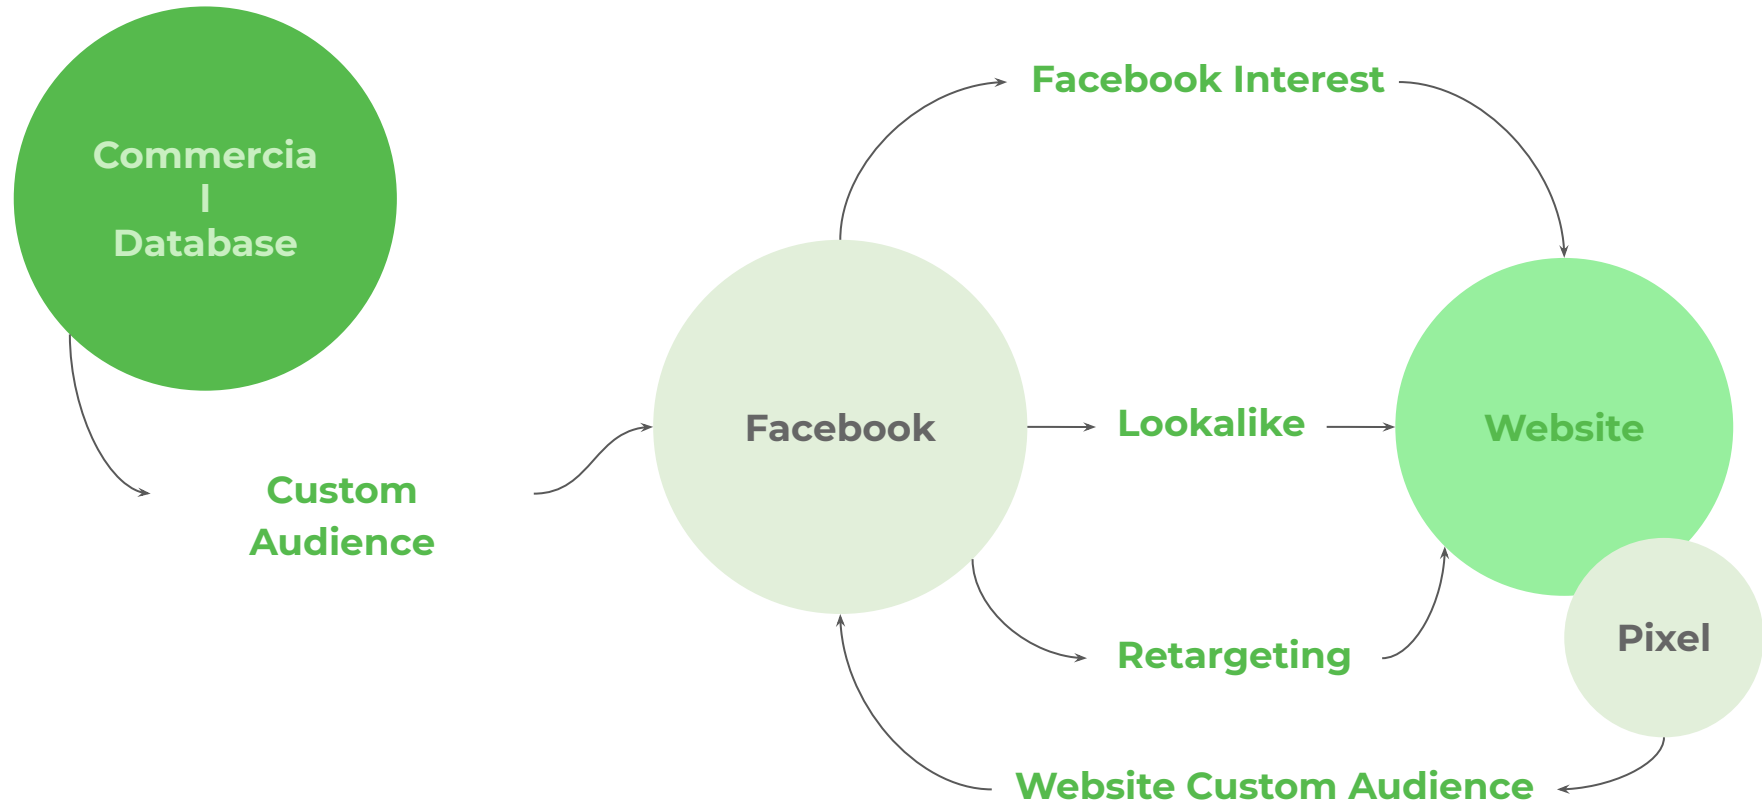 Commercia
l
Database
Custom
Audience
Facebook
Facebook Interest
Lookalike
Retargeting
Website Custom Audience
Website
Pixel